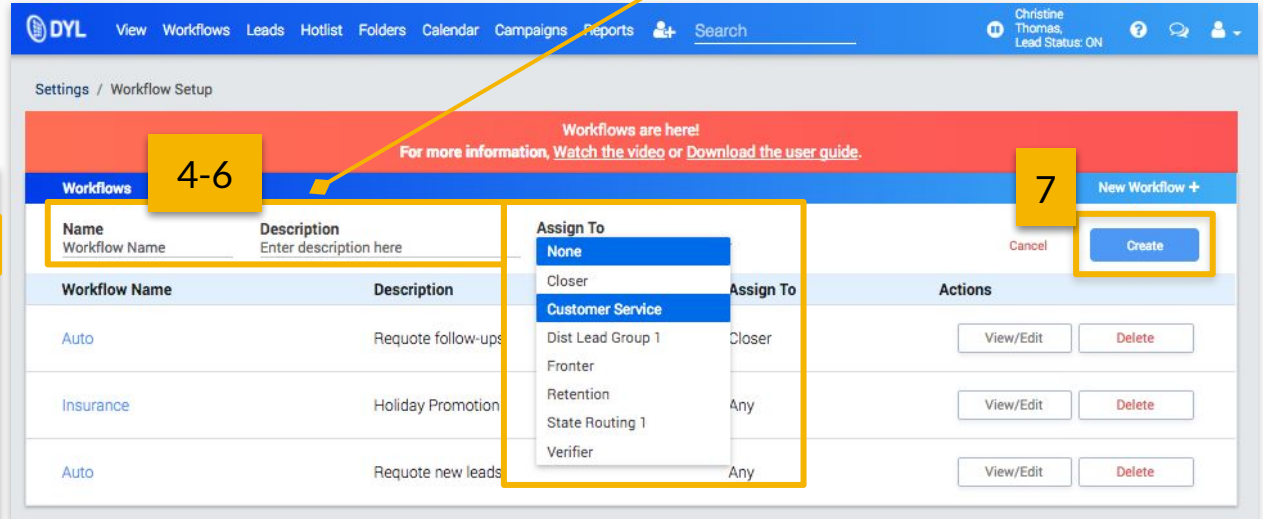 DYL View Workflows Leads Hotlist Folders Calendar Campaigns Reports Search
Christine
Thomas,
Lead Status: ON
Settings / Workflow Setup
Workflows are here!
For more information, Watch the video or Download the user guide.
4-6
7
Workflows New Workflow +
Name Description Assign To
Workflow Name Enter description here
Cancel Create
None
Closer
Customer Service
Dist Lead Group 1
Fronter
Retention
State Routing 1
Verifier
Workflow Name Description Assign To Actions
Auto Requote follow-ups Closer View/Edit Delete
Insurance Holiday Promotion Any View/Edit Delete
Auto Requote new leads Any View/Edit Delete